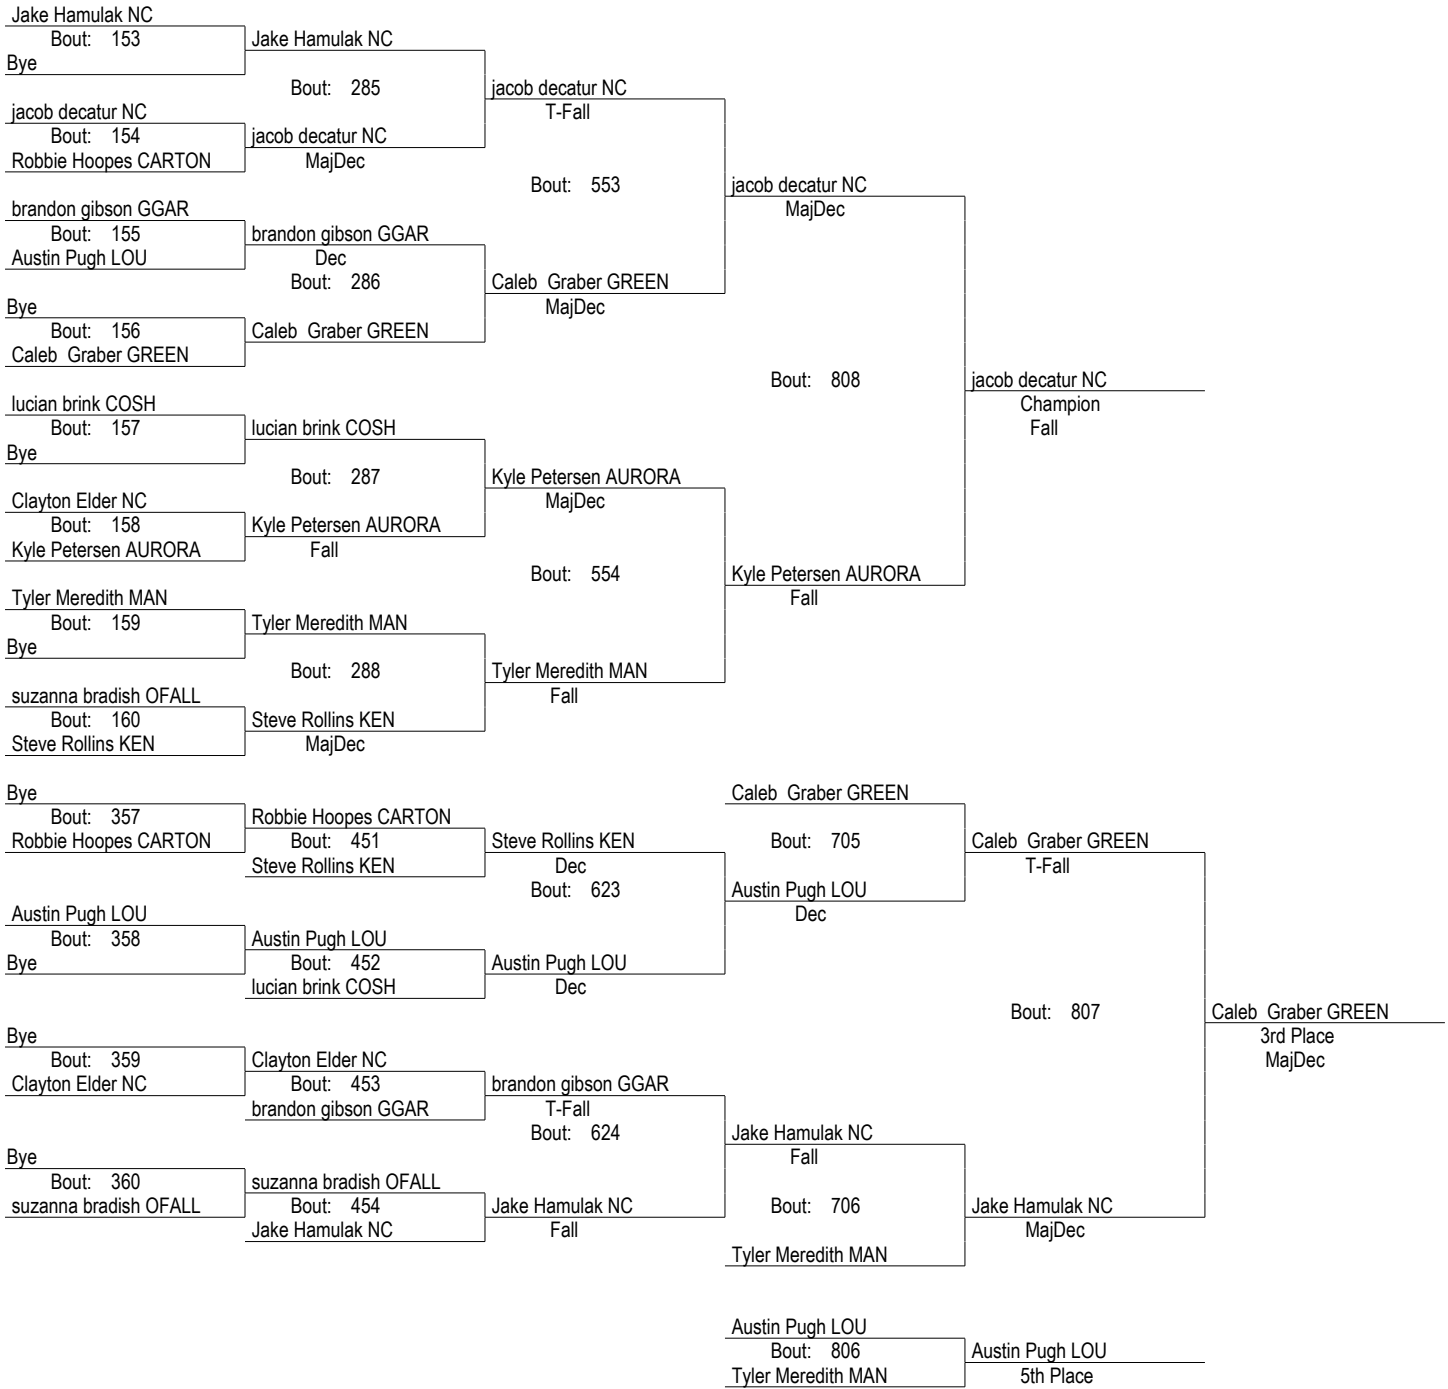 Jake Hamulak NC
Bout: 153
Jake Hamulak NC
Bye
Bout: 285
jacob decatur NC
jacob decatur NC
T-Fall
Bout: 154
jacob decatur NC
Robbie Hoopes CARTON
MajDec
Bout: 553
jacob decatur NC
brandon gibson GGAR
MajDec
Bout: 155
brandon gibson GGAR
Austin Pugh LOU
Dec
Bout: 286
Caleb Graber GREEN
Bye
MajDec
Bout: 156
Caleb Graber GREEN
Caleb Graber GREEN
Bout: 808
jacob decatur NC
lucian brink COSH
Champion
Bout: 157
lucian brink COSH
Fall
Bye
Bout: 287
Kyle Petersen AURORA
Clayton Elder NC
MajDec
Bout: 158
Kyle Petersen AURORA
Kyle Petersen AURORA
Fall
Bout: 554
Kyle Petersen AURORA
Tyler Meredith MAN
Fall
Bout: 159
Tyler Meredith MAN
Bye
Bout: 288
Tyler Meredith MAN
suzanna bradish OFALL
Fall
Bout: 160
Steve Rollins KEN
Steve Rollins KEN
MajDec
Bye
Caleb Graber GREEN
Bout: 357
Robbie Hoopes CARTON
Robbie Hoopes CARTON
Bout: 451
Steve Rollins KEN
Bout: 705
Caleb Graber GREEN
Steve Rollins KEN
Dec
T-Fall
Bout: 623
Austin Pugh LOU
Austin Pugh LOU
Dec
Bout: 358
Austin Pugh LOU
Bye
Bout: 452
Austin Pugh LOU
lucian brink COSH
Dec
Bout: 807
Caleb Graber GREEN
Bye
3rd Place
Bout: 359
Clayton Elder NC
MajDec
Clayton Elder NC
Bout: 453
brandon gibson GGAR
brandon gibson GGAR
T-Fall
Bout: 624
Jake Hamulak NC
Bye
Fall
Bout: 360
suzanna bradish OFALL
suzanna bradish OFALL
Bout: 454
Jake Hamulak NC
Bout: 706
Jake Hamulak NC
Jake Hamulak NC
Fall
MajDec
Tyler Meredith MAN
Austin Pugh LOU
Bout: 806
Austin Pugh LOU
Tyler Meredith MAN
5th Place